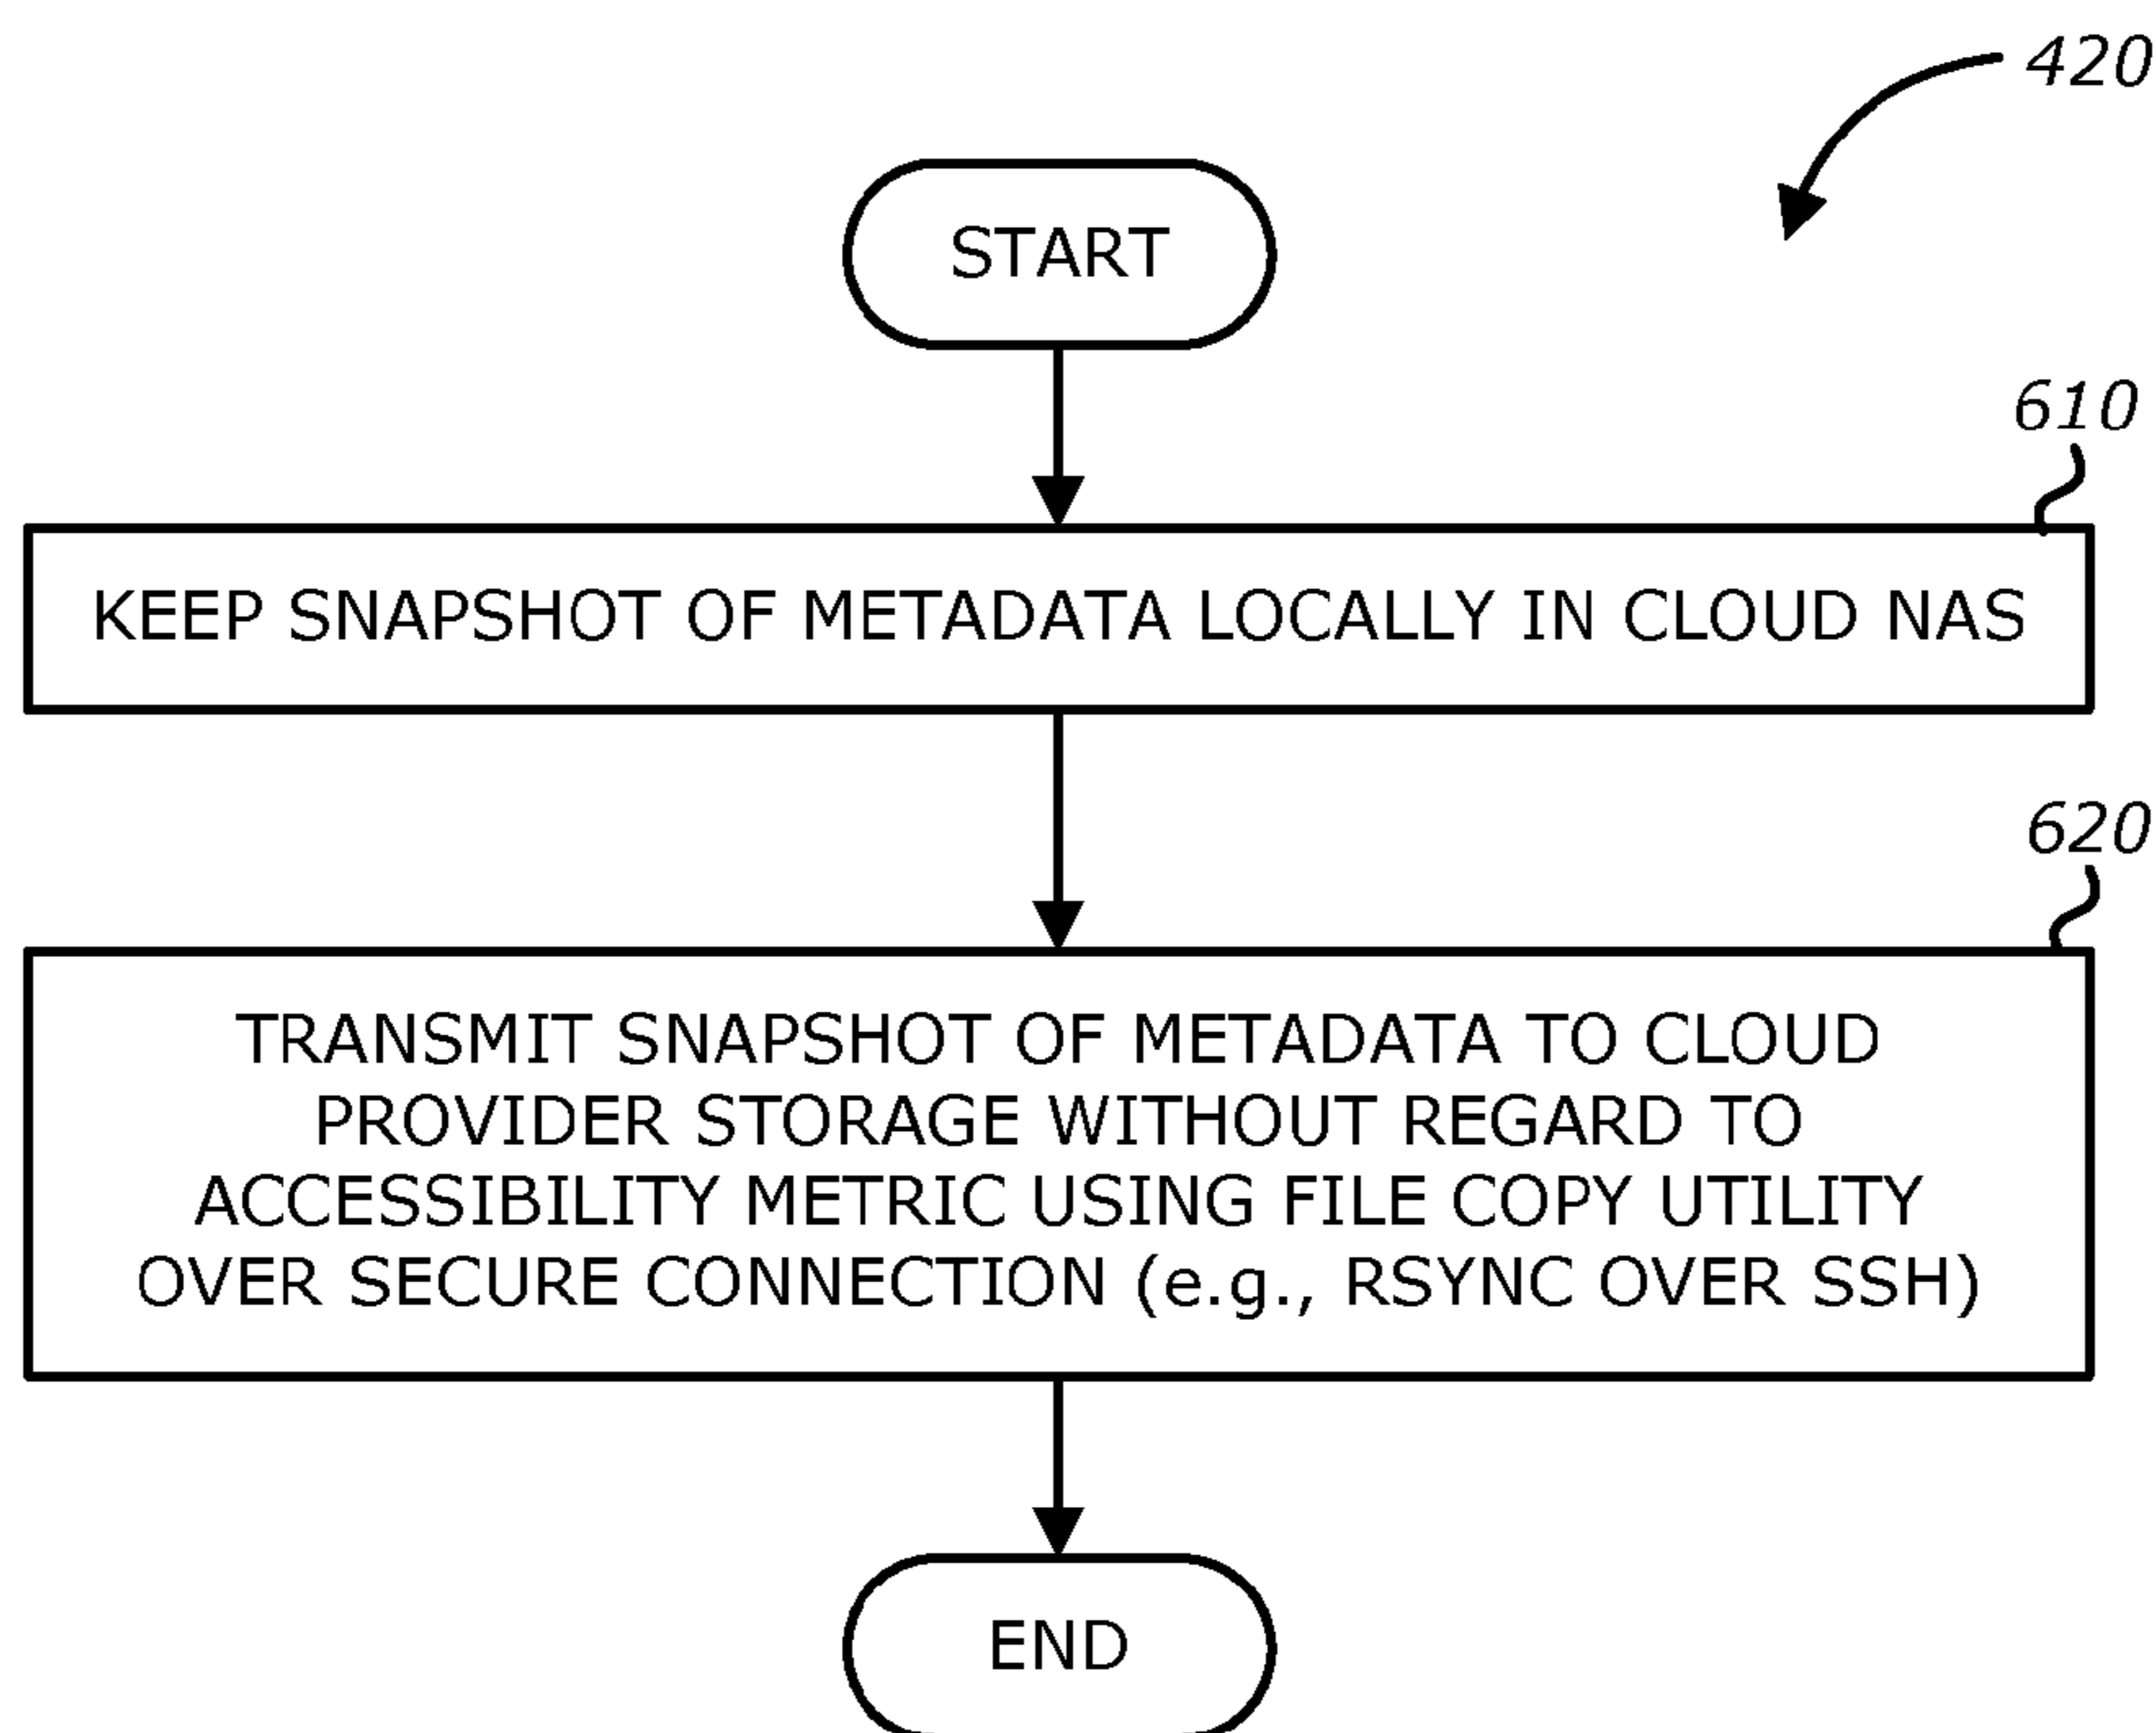 420
START
610
KEEP SNAPSHOT OF METADATA LOCALLY IN CLOUD NAS
620
TRANSMIT SNAPSHOT OF METADATA TO CLOUD
PROVIDER STORAGE WITHOUT REGARD TO
ACCESSIBILITY METRIC USING FILE COPY UTILITY
OVER SECURE CONNECTION (e.g., RSYNC OVER SSH)
END